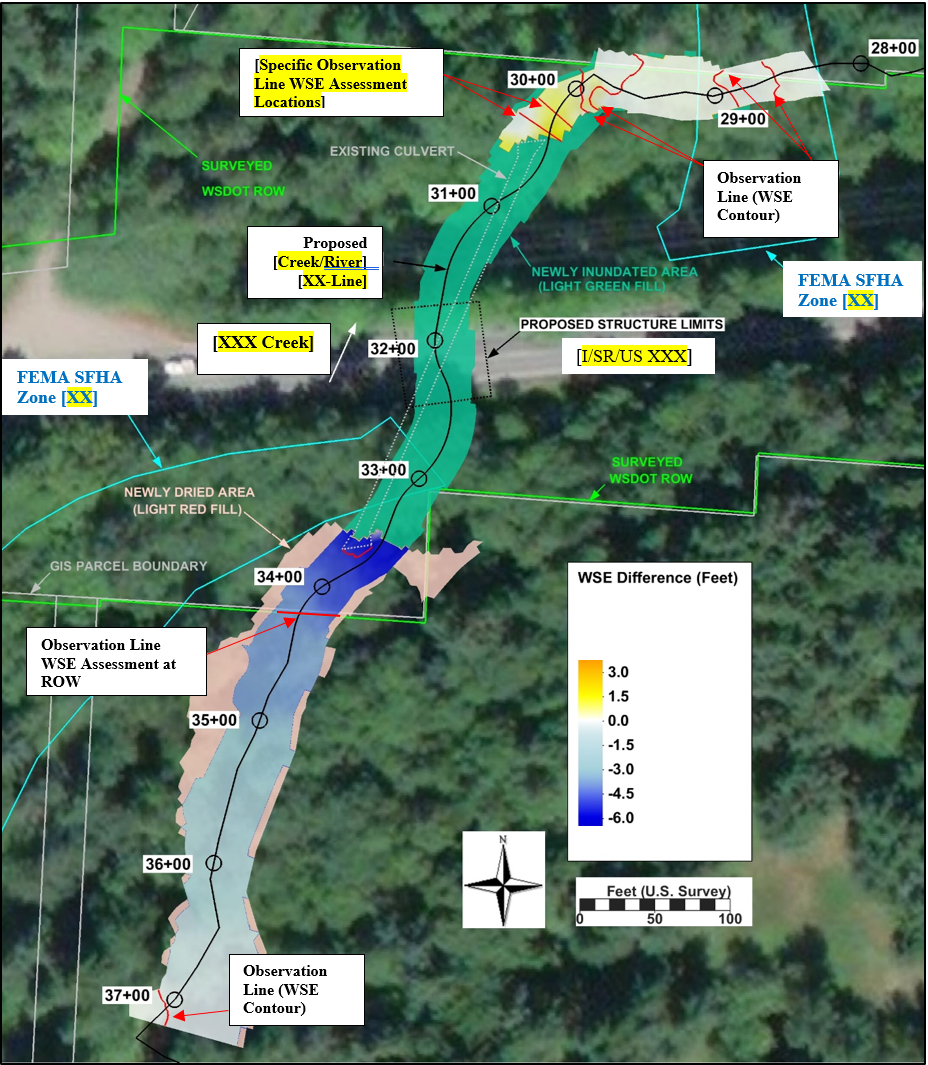 28+00
[Specific Observation
Line WSE Assessment
Locations]
30+00
29+00
EXISTING CULVERT
SURVEYED
WSDOT ROW
31+00
Observation
Line (WSE
Contour)
Proposed
[Creek/River]
[XX-Line]
NEWLY INUNDATED AREA
(LIGHT GREEN FILL)
FEMA SFHA
Zone [XX]
PROPOSED STRUCTURE LIMITS
[XXX Creek]
32+00
[I/SR/US XXX]
FEMA SFHA
Zone [XX]
33+00
SURVEYED
WSDOT ROW
NEWLY DRIED AREA
(LIGHT RED FILL)
GIS PARCEL BOUNDARY
34+00
WSE Difference (Feet)
3.0
1.5
0.0
-1.5
-3.0
-4.5
-6.0
Observation Line
WSE Assessment at
ROW
35+00
36+00
N
Feet (U.S. Survey)
0 50 100
Observation
Line (WSE
Contour)
37+00